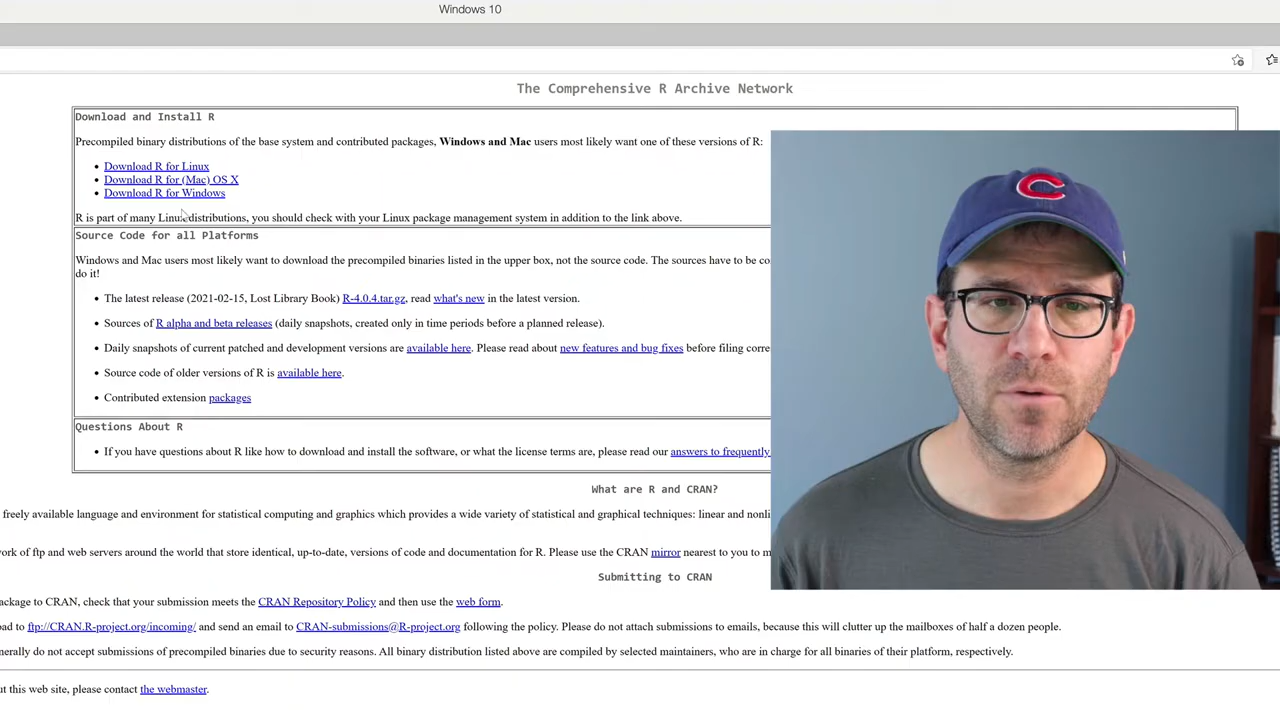 Windows 10
The Comprehensive R Archive Network
Download and Install R
Precompiled binary distributions of the base system and contributed packages, Windows and Mac users most likely want one of these versions of R:
Download R for Linux
Download R for (Mac) OS X
Download R for Windows
R is part of many Linux distributions, you should check with your Linux package management system in addition to the link above.
Source Code for all Platforms
Windows and Mac users most likely want to download the precompiled binaries listed in the upper box, not the source code. The sources have to be co
do it!
The latest release (2021-02-15, Lost Library Book) R-4.0.4.tar.gz, read what's new in the latest version.
Sources of R alpha and beta releases (daily snapshots, created only in time periods before a planned release).
Daily snapshots of current patched and development versions are available here. Please read about new features and bug fixes before filing corre
Source code of older versions of R is available here.
Contributed extension packages
Questions About R
If you have questions about R like how to download and install the software, or what the license terms are, please read our answers to frequently
What are R and CRAN?
freely available language and environment for statistical computing and graphics which provides a wide variety of statistical and graphical techniques: linear and nonli
ork of ftp and web servers around the world that store identical, up-to-date, versions of code and documentation for R. Please use the CRAN mirror nearest to you to m
Submitting to CRAN
ackage to CRAN, check that your submission meets the CRAN Repository Policy and then use the web form.
oad to ftp://CRAN.R-project.org/incoming/ and send an email to CRAN-submissions@R-project.org following the policy. Please do not attach submissions to emails, because this will clutter up the mailboxes of half a dozen people.
nerally do not accept submissions of precompiled binaries due to security reasons. All binary distribution listed above are compiled by selected maintainers, who are in charge for all binaries of their platform, respectively.
ut this web site, please contact the webmaster.
C